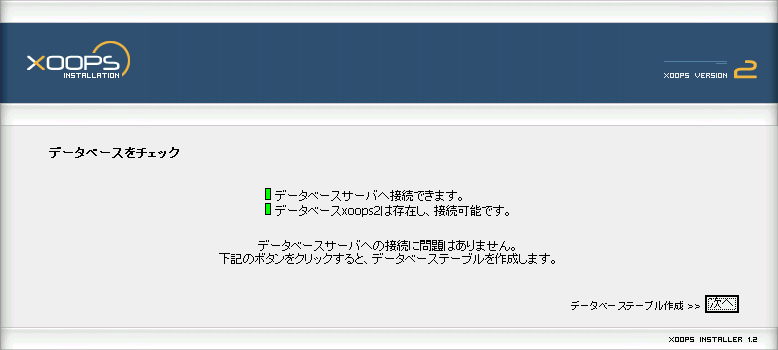 XOOPS
INSTALLATION
XOOPS VERSION 2
データベースをチェック
データベースサーバへ接続できます。
データベースxoops2は存在し、接続可能です。
データベースサーバへの接続に問題はありません。
下記のボタンをクリックすると、データベーステーブルを作成します。
データベーステーブル作成 >> 次へ
XOOPS INSTALLER 1.2